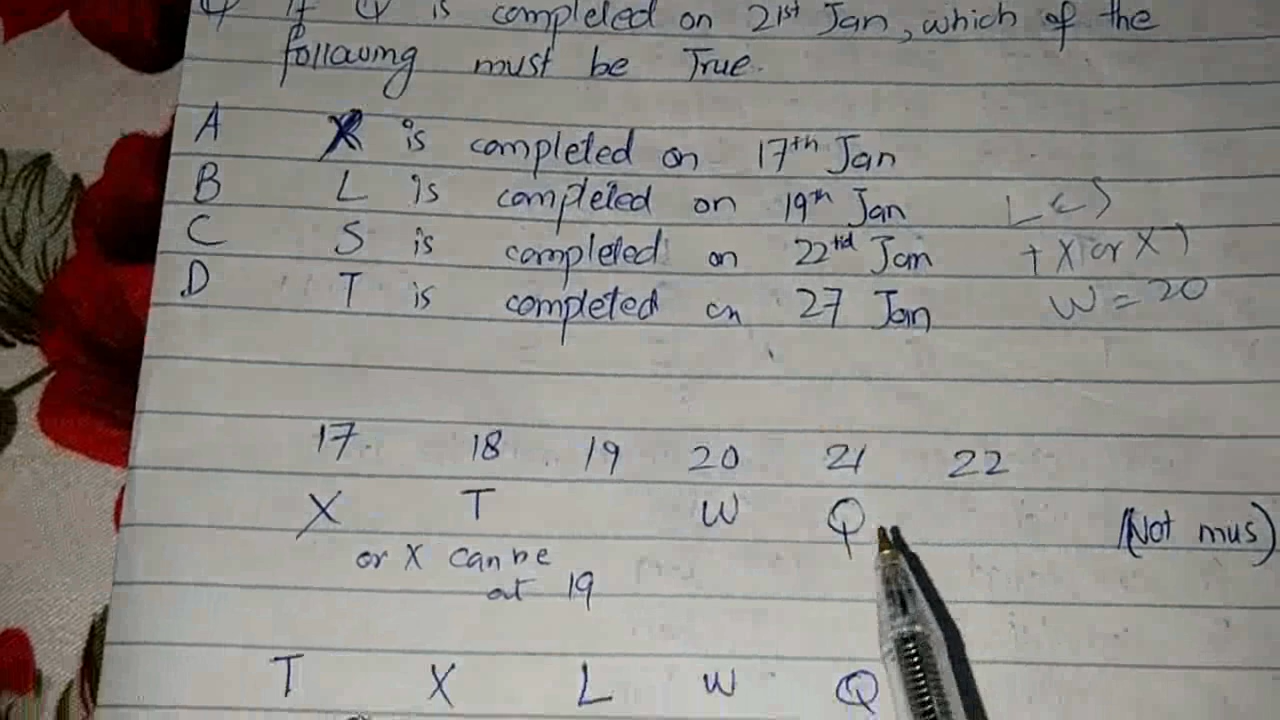 Q If Q is completed on 21st Jan, which of the
following must be True.
A X is completed on 17th Jan
B L is completed on 19th Jan L < S
C S is completed on 22nd Jan T X or X T
D T is completed on 27 Jan W = 20
17 18 19 20 21 22
X T W Q (Not mus)
or X can be
at 19
T X L W Q